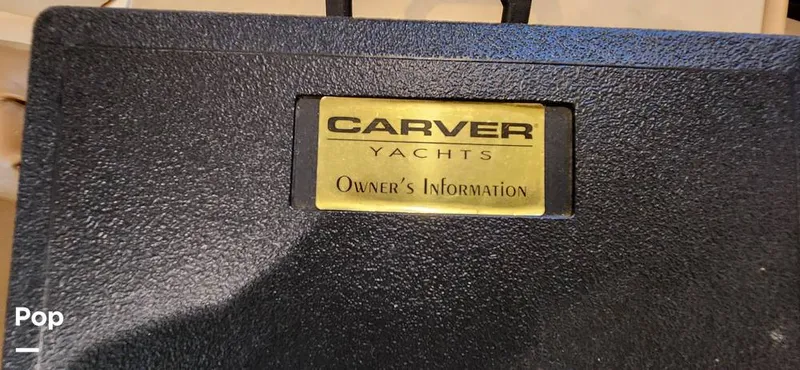 CARVER
YACHTS
OWNER'S INFORMATION
Pop